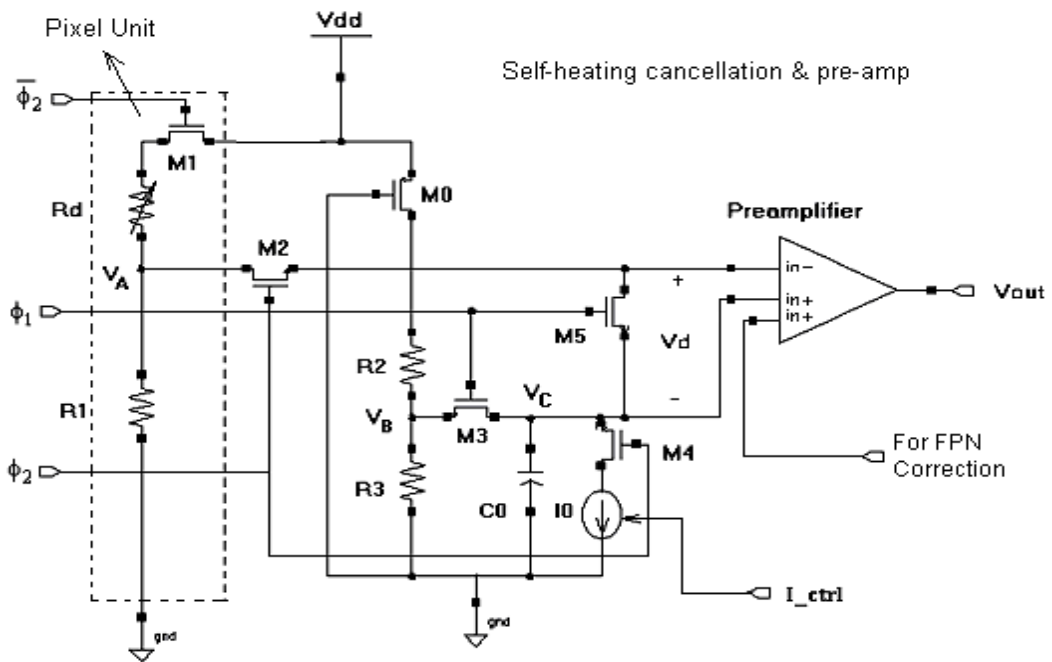 Pixel Unit
Vdd
Self-heating cancellation & pre-amp
ϕ̅2
M1
M0
Rd
Preamplifier
M2
VA
in-
in+
in+
Vout
+
ϕ1
M5
Vd
R2
R1
VC
-
VB
M3
M4
For FPN
Correction
ϕ2
R3
C0
I0
I_ctrl
gnd
gnd